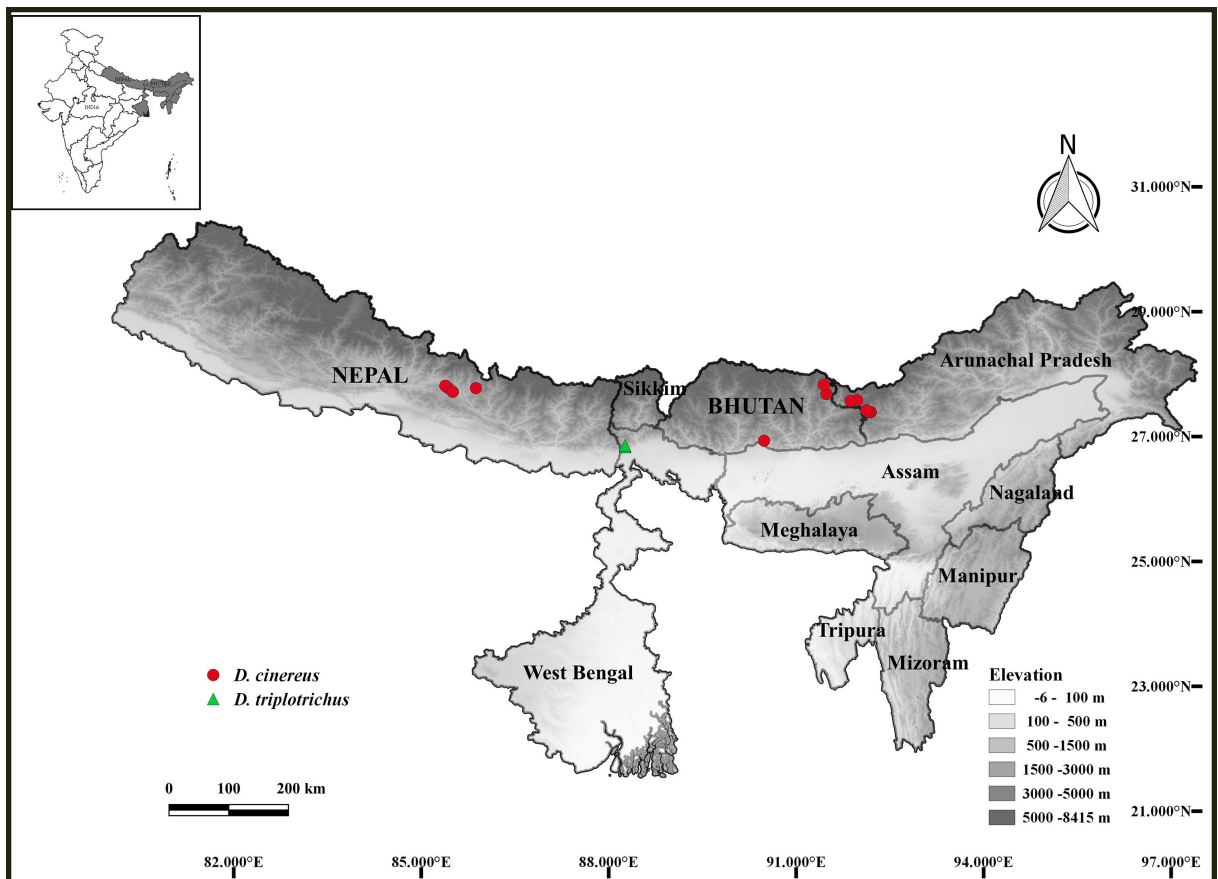 NEPAL
BHUTAN
INDIA
N
31.000°N
29.000°N
Arunachal Pradesh
NEPAL
Sikkim
BHUTAN
27.000°N
Assam
Nagaland
Meghalaya
25.000°N
Manipur
Tripura
Mizoram
West Bengal
23.000°N
D. cinereus
D. triplotrichus
Elevation
-6 - 100 m
100 - 500 m
500 -1500 m
1500 -3000 m
3000 -5000 m
5000 -8415 m
0 100 200 km
21.000°N
82.000°E 85.000°E 88.000°E 91.000°E 94.000°E 97.000°E